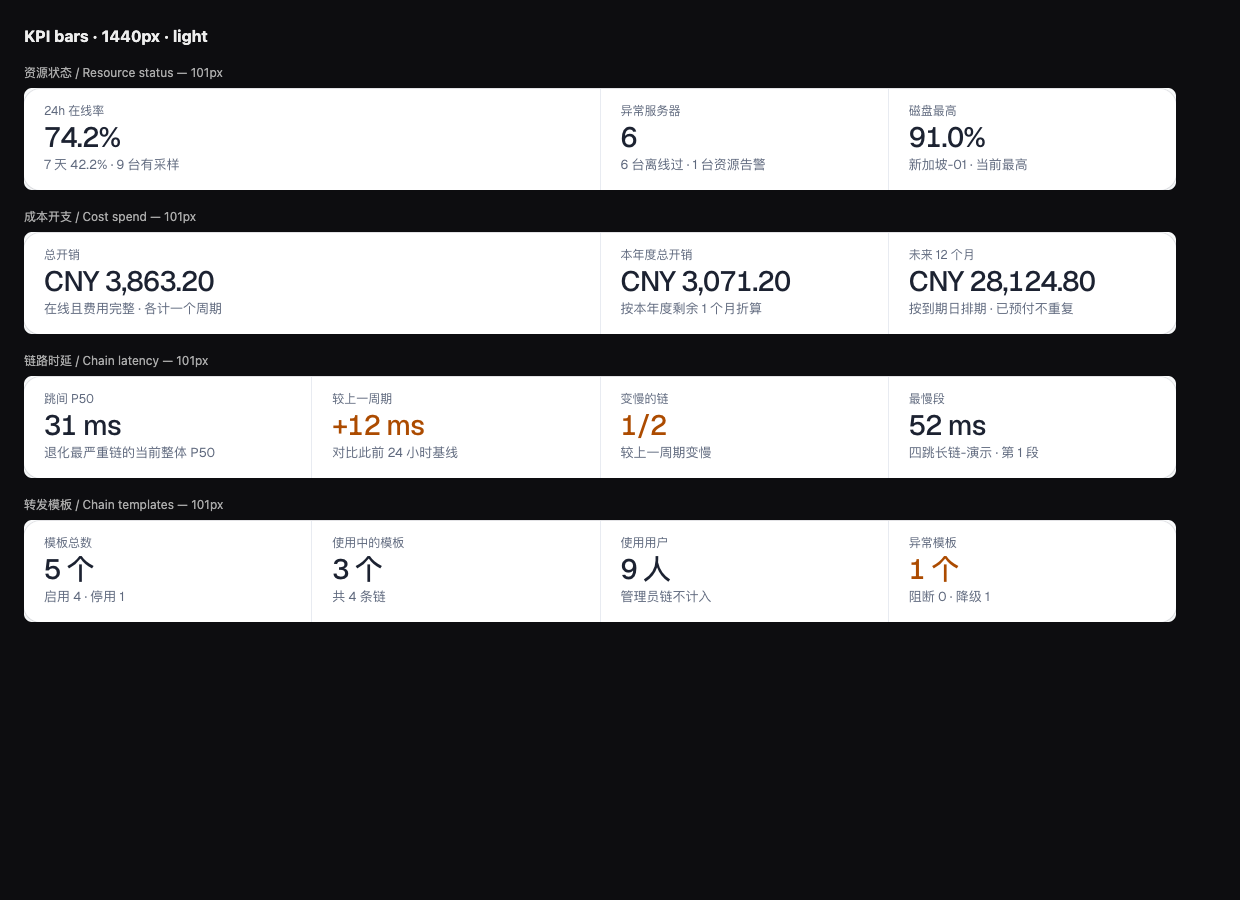 KPI bars · 1440px · light
资源状态 / Resource status — 101px
24h 在线率
74.2%
7 天 42.2% · 9 台有采样
异常服务器
6
6 台离线过 · 1 台资源告警
磁盘最高
91.0%
新加坡-01 · 当前最高
成本开支 / Cost spend — 101px
总开销
CNY 3,863.20
在线且费用完整 · 各计一个周期
本年度总开销
CNY 3,071.20
按本年度剩余 1 个月折算
未来 12 个月
CNY 28,124.80
按到期日排期 · 已预付不重复
链路时延 / Chain latency — 101px
跳间 P50
31 ms
退化最严重链的当前整体 P50
较上一周期
+12 ms
对比此前 24 小时基线
变慢的链
1/2
较上一周期变慢
最慢段
52 ms
四跳长链-演示 · 第 1 段
转发模板 / Chain templates — 101px
模板总数
5 个
启用 4 · 停用 1
使用中的模板
3 个
共 4 条链
使用用户
9 人
管理员链不计入
异常模板
1 个
阻断 0 · 降级 1